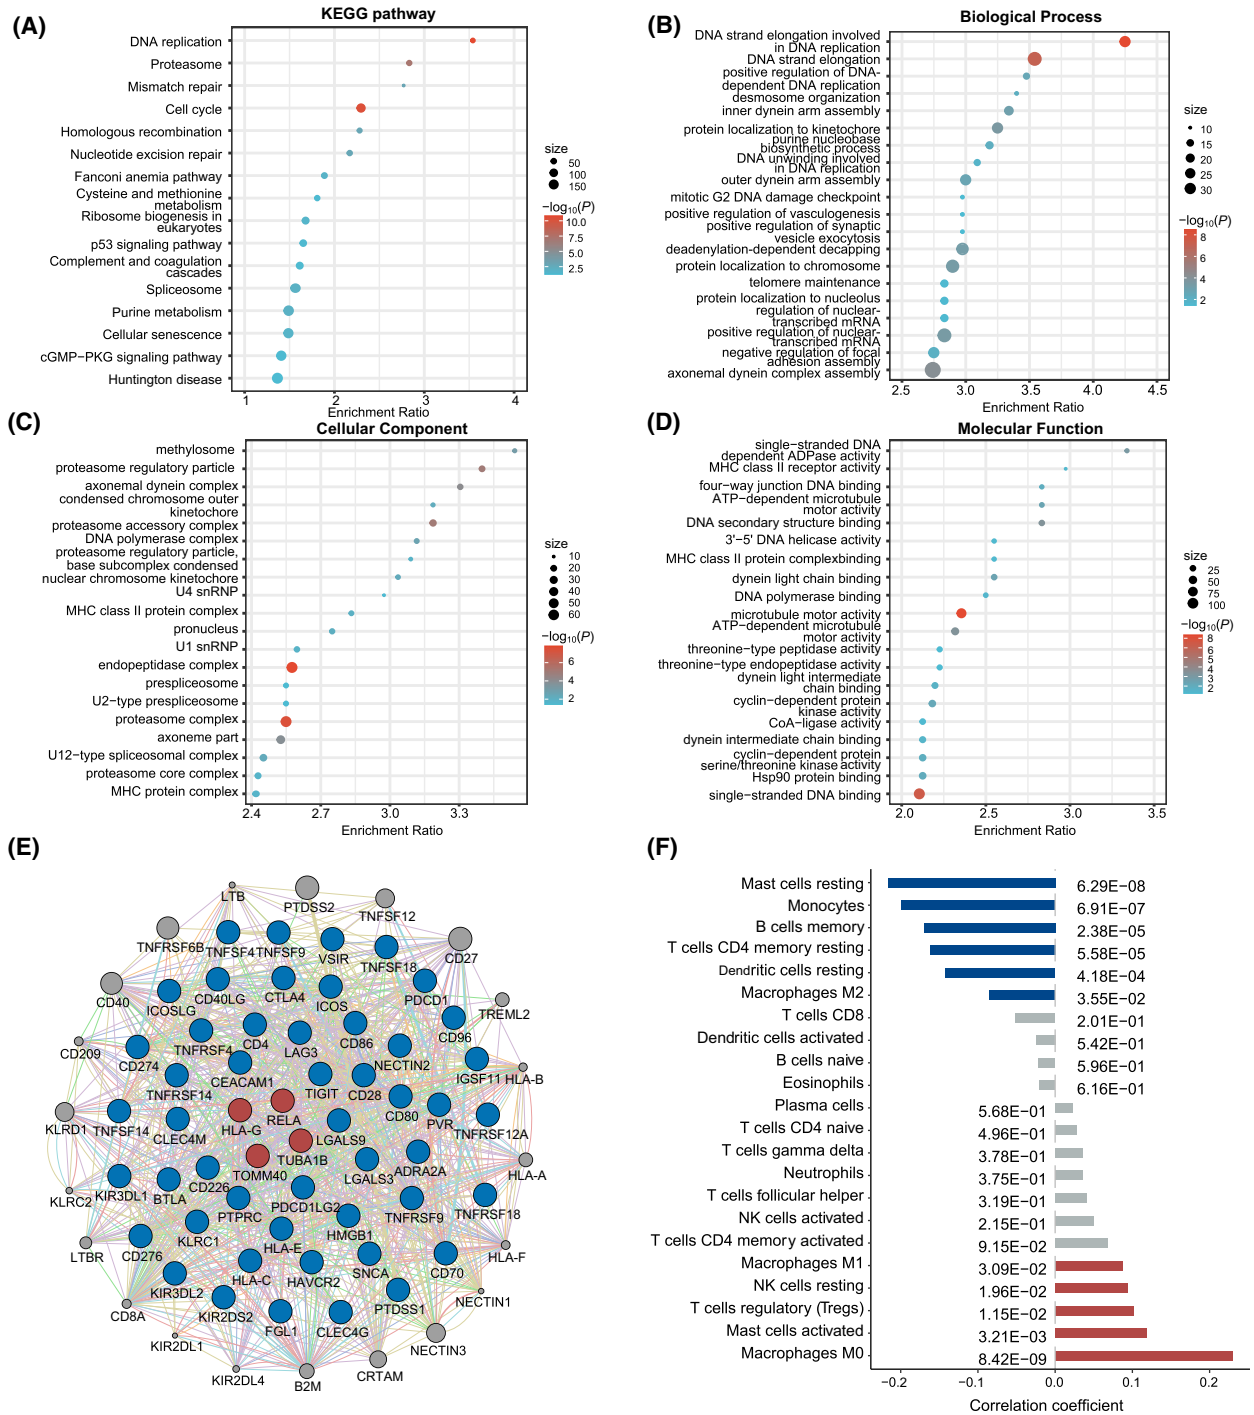 (A)
KEGG pathway
DNA replication
Proteasome
Mismatch repair
Cell cycle
Homologous recombination
Nucleotide excision repair
Fanconi anemia pathway
Cysteine and methionine
metabolism
Ribosome biogenesis in
eukaryotes
p53 signaling pathway
Complement and coagulation
cascades
Spliceosome
Purine metabolism
Cellular senescence
cGMP−PKG signaling pathway
Huntington disease
1 2 3 4
Enrichment Ratio
size
50
100
150
−log10(P)
10.0
7.5
5.0
2.5
(B)
Biological Process
DNA strand elongation involved
in DNA replication
DNA strand elongation
positive regulation of DNA-
dependent DNA replication
desmosome organization
inner dynein arm assembly
protein localization to kinetochore
purine nucleobase
biosynthetic process
DNA unwinding involved
in DNA replication
outer dynein arm assembly
mitotic G2 DNA damage checkpoint
positive regulation of vasculogenesis
positive regulation of synaptic
vesicle exocytosis
deadenylation-dependent decapping
protein localization to chromosome
telomere maintenance
protein localization to nucleolus
regulation of nuclear-
transcribed mRNA
positive regulation of nuclear-
transcribed mRNA
negative regulation of focal
adhesion assembly
axonemal dynein complex assembly
2.5 3.0 3.5 4.0 4.5
Enrichment Ratio
size
10
15
20
25
30
−log10(P)
8
6
4
2
(C)
Cellular Component
methylosome
proteasome regulatory particle
axonemal dynein complex
condensed chromosome outer
kinetochore
proteasome accessory complex
DNA polymerase complex
proteasome regulatory particle,
base subcomplex condensed
nuclear chromosome kinetochore
U4 snRNP
MHC class II protein complex
pronucleus
U1 snRNP
endopeptidase complex
prespliceosome
U2−type prespliceosome
proteasome complex
axoneme part
U12−type spliceosomal complex
proteasome core complex
MHC protein complex
2.4 2.7 3.0 3.3
Enrichment Ratio
size
10
20
30
40
50
60
−log10(P)
6
4
2
(D)
Molecular Function
single−stranded DNA
dependent ADPase activity
MHC class II receptor activity
four−way junction DNA binding
ATP−dependent microtubule
motor activity
DNA secondary structure binding
3'−5' DNA helicase activity
MHC class II protein complexbinding
dynein light chain binding
DNA polymerase binding
microtubule motor activity
ATP−dependent microtubule
motor activity
threonine−type peptidase activity
threonine−type endopeptidase activity
dynein light intermediate
chain binding
cyclin−dependent protein
kinase activity
CoA−ligase activity
dynein intermediate chain binding
cyclin−dependent protein
serine/threonine kinase activity
Hsp90 protein binding
single−stranded DNA binding
2.0 2.5 3.0 3.5
Enrichment Ratio
size
25
50
75
100
−log10(P)
8
6
5
4
3
2
(E)
LTB
PTDSS2
TNFSF12
TNFRSF6B
TNFSF4
TNFSF9
VSIR
TNFSF18
CD27
CD40
ICOSLG
CD40LG
CTLA4
ICOS
PDCD1
TREML2
CD209
CD274
TNFRSF4
CD4
LAG3
CD86
NECTIN2
CD96
IGSF11
HLA-B
TNFRSF14
CEACAM1
TIGIT
CD28
CD80
PVR
TNFRSF12A
KLRD1
TNFSF14
CLEC4M
HLA-G
RELA
LGALS9
TUBA1B
TOMM40
LGALS3
ADRA2A
HLA-A
KLRC2
KIR3DL1
BTLA
CD226
PTPRC
PDCD1LG2
TNFRSF9
TNFRSF18
HMGB1
LTBR
CD276
KLRC1
HLA-E
HLA-F
KIR3DL2
HLA-C
HAVCR2
SNCA
CD70
NECTIN1
CD8A
KIR2DS2
FGL1
CLEC4G
PTDSS1
KIR2DL1
NECTIN3
KIR2DL4
B2M
CRTAM
(F)
Mast cells resting 6.29E−08
Monocytes 6.91E−07
B cells memory 2.38E−05
T cells CD4 memory resting 5.58E−05
Dendritic cells resting 4.18E−04
Macrophages M2 3.55E−02
T cells CD8 2.01E−01
Dendritic cells activated 5.42E−01
B cells naive 5.96E−01
Eosinophils 6.16E−01
Plasma cells 5.68E−01
T cells CD4 naive 4.96E−01
T cells gamma delta 3.78E−01
Neutrophils 3.75E−01
T cells follicular helper 3.19E−01
NK cells activated 2.15E−01
T cells CD4 memory activated 9.15E−02
Macrophages M1 3.09E−02
NK cells resting 1.96E−02
T cells regulatory (Tregs) 1.15E−02
Mast cells activated 3.21E−03
Macrophages M0 8.42E−09
−0.2 −0.1 0.0 0.1 0.2
Correlation coefficient